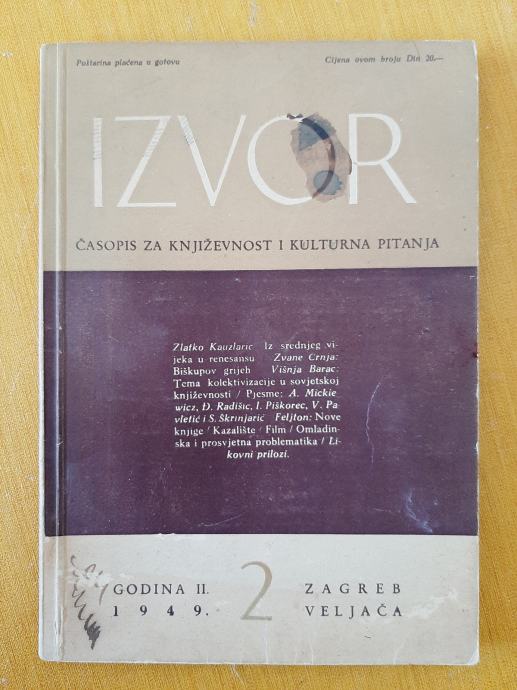 Poštarina plaćena u gotovu
Cijena ovom broju Din 20.—
IZVOR
ČASOPIS ZA KNJIŽEVNOST I KULTURNA PITANJA
Zlatko Kauzlarić Iz srednjeg vi-
jeka u renesansu Zvane Črnja:
Biškupov grijeh Višnja Barac:
Tema kolektivizacije u sovjetskoj
književnosti / Pjesme: A. Mickie-
wicz, Đ. Radišić, I. Piškorec, V. Pa-
vletić i S. Škrinjarić Feljton: Nove
knjige / Kazalište / Film / Omladin-
ska i prosvjetna problematika / Li-
kovni prilozi.
GODINA II.
1949.
2
ZAGREB
VELJAČA